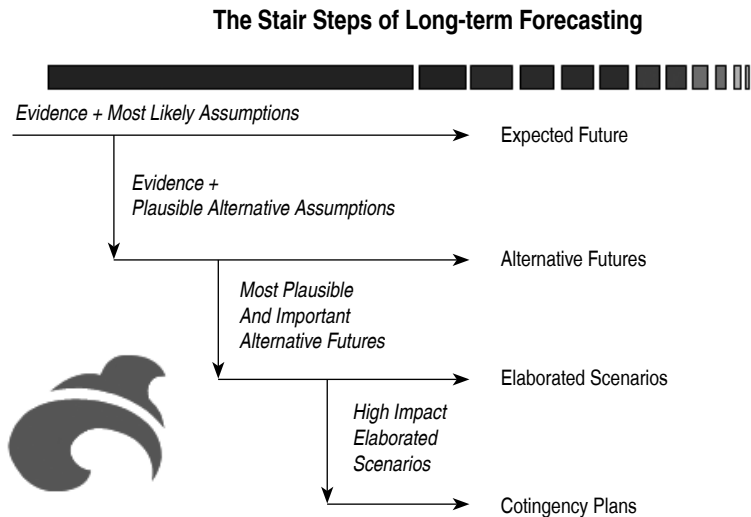 The Stair Steps of Long-term Forecasting
Evidence + Most Likely Assumptions
Expected Future
Evidence +
Plausible Alternative Assumptions
Alternative Futures
Most Plausible
And Important
Alternative Futures
Elaborated Scenarios
High Impact
Elaborated
Scenarios
Cotingency Plans